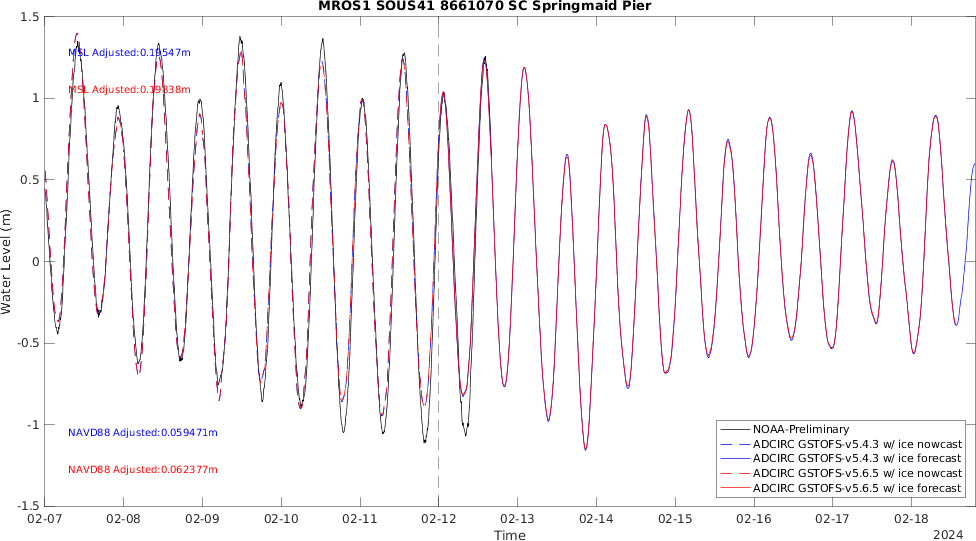 MROS1 SOUS41 8661070 SC Springmaid Pier
1.5
MSL Adjusted:0.19547m
MSL Adjusted:0.19838m
1
0.5
Water Level (m)
0
-0.5
-1
NAVD88 Adjusted:0.059471m
NAVD88 Adjusted:0.062377m
-1.5
NOAA-Preliminary
ADCIRC GSTOFS-v5.4.3 w/ ice nowcast
ADCIRC GSTOFS-v5.4.3 w/ ice forecast
ADCIRC GSTOFS-v5.6.5 w/ ice nowcast
ADCIRC GSTOFS-v5.6.5 w/ ice forecast
02-07 02-08 02-09 02-10 02-11 02-12 02-13 02-14 02-15 02-16 02-17 02-18
Time
2024